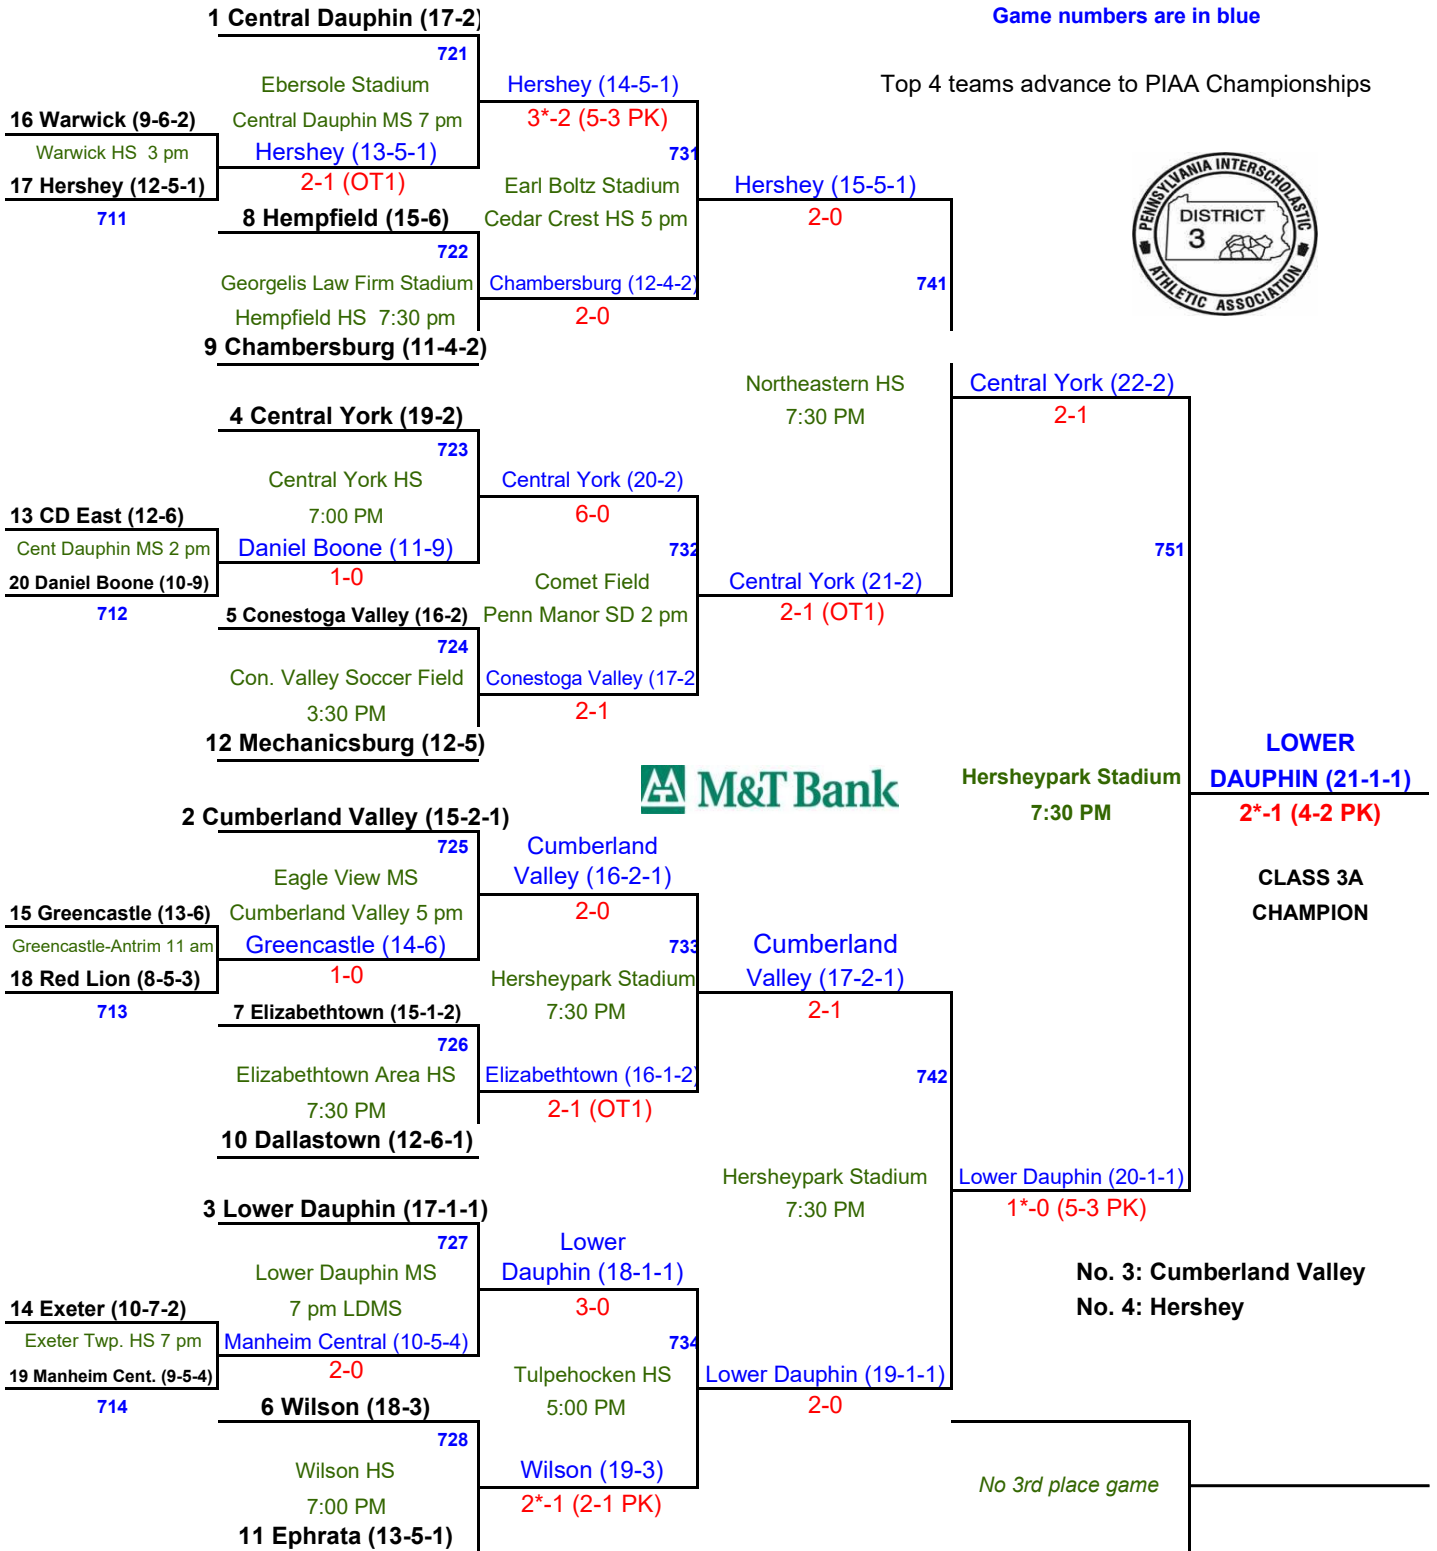 1 Central Dauphin (17-2)
Game numbers are in blue
721
Ebersole Stadium
Hershey (14-5-1)
Top 4 teams advance to PIAA Championships
16 Warwick (9-6-2)
Central Dauphin MS 7 pm
3*-2 (5-3 PK)
Warwick HS 3 pm
Hershey (13-5-1)
731
17 Hershey (12-5-1)
2-1 (OT1)
Earl Boltz Stadium
Hershey (15-5-1)
711
8 Hempfield (15-6)
Cedar Crest HS 5 pm
2-0
722
Georgelis Law Firm Stadium
Chambersburg (12-4-2)
741
Hempfield HS 7:30 pm
2-0
9 Chambersburg (11-4-2)
PENNSYLVANIA INTERSCHOLASTIC
DISTRICT
3
ATHLETIC ASSOCIATION
Northeastern HS
Central York (22-2)
4 Central York (19-2)
7:30 PM
2-1
723
Central York HS
Central York (20-2)
13 CD East (12-6)
7:00 PM
6-0
Cent Dauphin MS 2 pm
Daniel Boone (11-9)
732
751
20 Daniel Boone (10-9)
1-0
Comet Field
Central York (21-2)
712
5 Conestoga Valley (16-2)
Penn Manor SD 2 pm
2-1 (OT1)
724
Con. Valley Soccer Field
Conestoga Valley (17-2
3:30 PM
2-1
12 Mechanicsburg (12-5)
LOWER
M&T Bank
Hersheypark Stadium
DAUPHIN (21-1-1)
2 Cumberland Valley (15-2-1)
7:30 PM
2*-1 (4-2 PK)
725
Cumberland
Eagle View MS
Valley (16-2-1)
CLASS 3A
15 Greencastle (13-6)
Cumberland Valley 5 pm
2-0
CHAMPION
Greencastle-Antrim 11 am
Greencastle (14-6)
733
Cumberland
18 Red Lion (8-5-3)
1-0
Hersheypark Stadium
Valley (17-2-1)
713
7 Elizabethtown (15-1-2)
7:30 PM
2-1
726
Elizabethtown Area HS
Elizabethtown (16-1-2)
742
7:30 PM
2-1 (OT1)
10 Dallastown (12-6-1)
Hersheypark Stadium
Lower Dauphin (20-1-1)
3 Lower Dauphin (17-1-1)
7:30 PM
1*-0 (5-3 PK)
727
Lower
Lower Dauphin MS
Dauphin (18-1-1)
No. 3: Cumberland Valley
14 Exeter (10-7-2)
7 pm LDMS
3-0
No. 4: Hershey
Exeter Twp. HS 7 pm
Manheim Central (10-5-4)
734
19 Manheim Cent. (9-5-4)
2-0
Tulpehocken HS
Lower Dauphin (19-1-1)
714
6 Wilson (18-3)
5:00 PM
2-0
728
Wilson HS
Wilson (19-3)
No 3rd place game
7:00 PM
2*-1 (2-1 PK)
11 Ephrata (13-5-1)